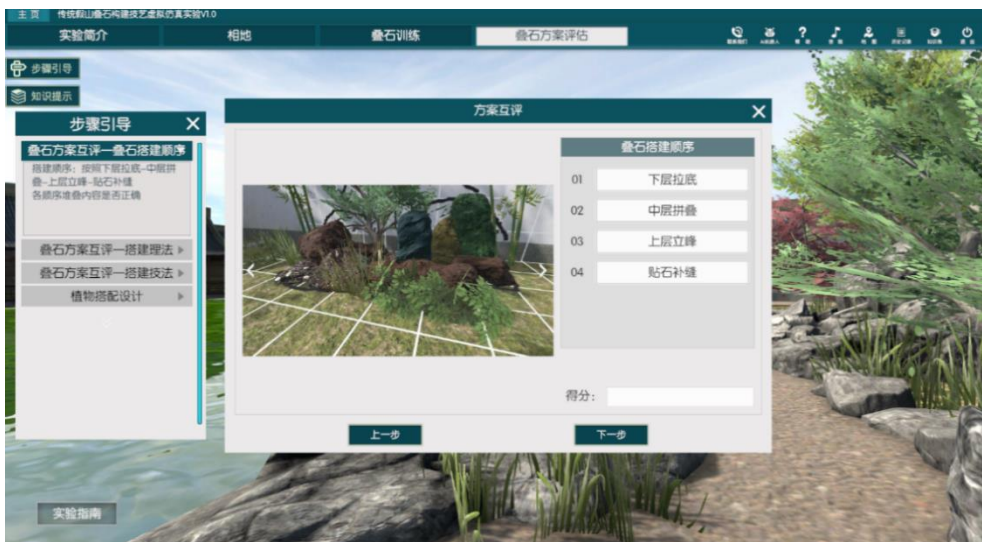 主 页 传统假山叠石构建技艺虚拟仿真实验V1.0
实验简介 相地 叠石训练 叠石方案评估
步骤引导
知识提示
步骤引导 X
叠石方案互评—叠石搭建顺序
搭建顺序：按照下层拉底-中层拼
叠-上层立峰-贴石补缝
各顺序堆叠内容是否正确
叠石方案互评—搭建理法
叠石方案互评—搭建技法
植物搭配设计
方案互评 X
叠石搭建顺序
01 下层拉底
02 中层拼叠
03 上层立峰
04 贴石补缝
得分：
上一步 下一步
实验指南